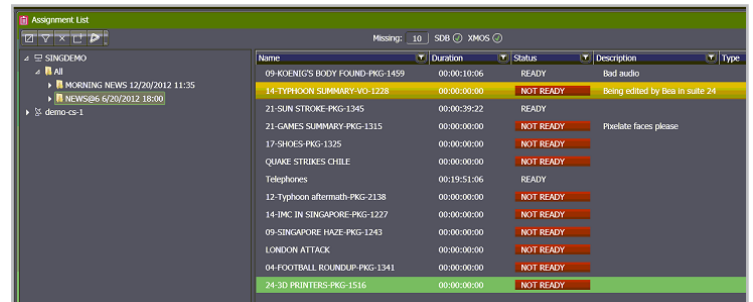 Assignment List
Missing: 10 SDB XMOS
SINGDEMO
All
MORNING NEWS 12/20/2012 11:35
NEWS@6 6/20/2012 18:00
demo-cs-1
Name Duration Status Description Type
09-KOENIG'S BODY FOUND-PKG-1459 00:00:10:06 READY Bad audio
14-TYPHOON SUMMARY-VO-1228 00:00:00:00 NOT READY Being edited by Bea in suite 24
21-SUN STROKE-PKG-1345 00:00:39:22 READY
21-GAMES SUMMARY-PKG-1315 00:00:00:00 NOT READY Pixelate faces please
17-SHOES-PKG-1325 00:00:00:00 NOT READY
QUAKE STRIKES CHILE 00:00:00:00 NOT READY
Telephones 00:19:51:06 READY
12-Typhoon aftermath-PKG-2138 00:00:00:00 NOT READY
14-IMC IN SINGAPORE-PKG-1227 00:00:00:00 NOT READY
09-SINGAPORE HAZE-PKG-1243 00:00:00:00 NOT READY
LONDON ATTACK 00:00:00:00 NOT READY
04-FOOTBALL ROUNDUP-PKG-1341 00:00:00:00 NOT READY
24-3D PRINTERS-PKG-1516 00:00:00:00 NOT READY